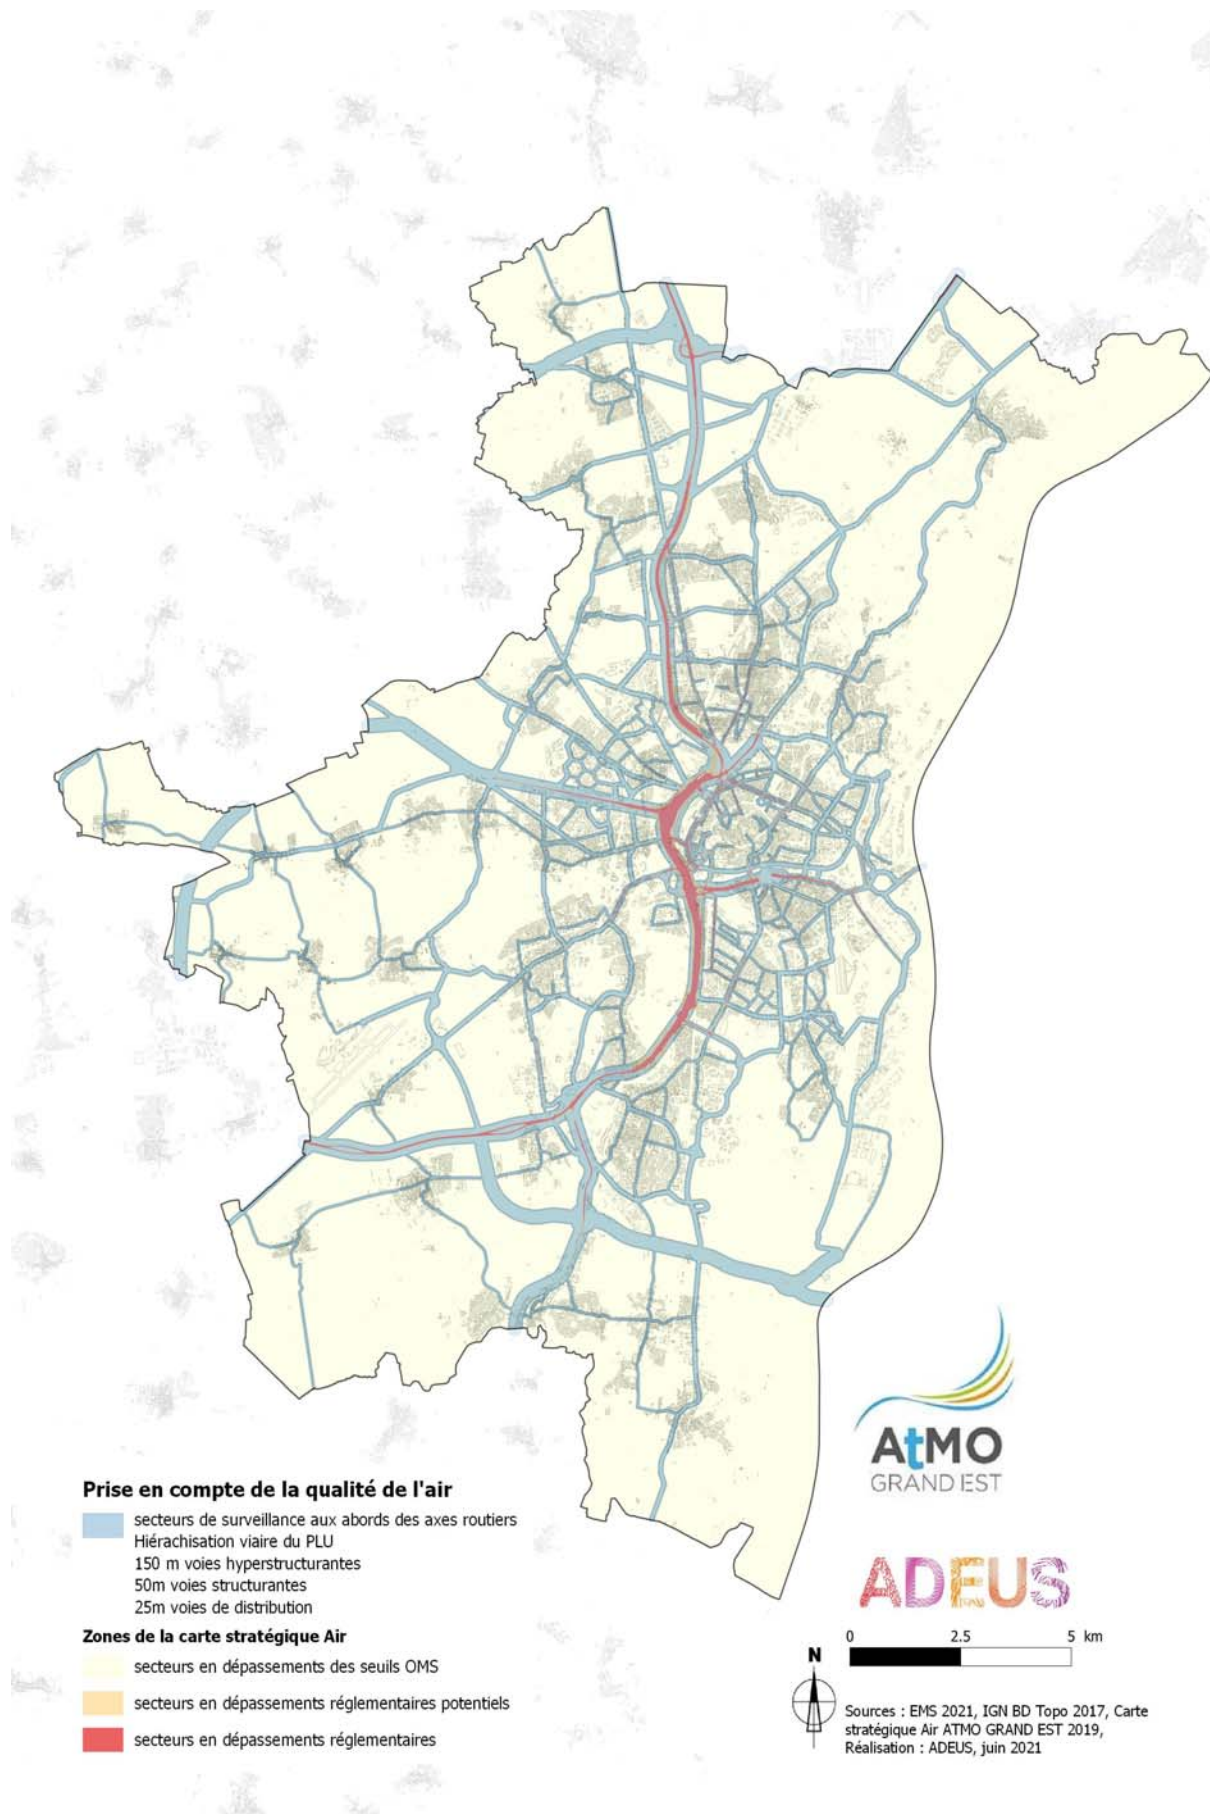 AtMO
GRAND EST
Prise en compte de la qualité de l'air
secteurs de surveillance aux abords des axes routiers
Hiérachisation viaire du PLU
150 m voies hyperstructurantes
50m voies structurantes
25m voies de distribution
Zones de la carte stratégique Air
secteurs en dépassements des seuils OMS
secteurs en dépassements réglementaires potentiels
secteurs en dépassements réglementaires
ADEUS
0 2.5 5 km
N
Sources : EMS 2021, IGN BD Topo 2017, Carte
stratégique Air ATMO GRAND EST 2019,
Réalisation : ADEUS, juin 2021